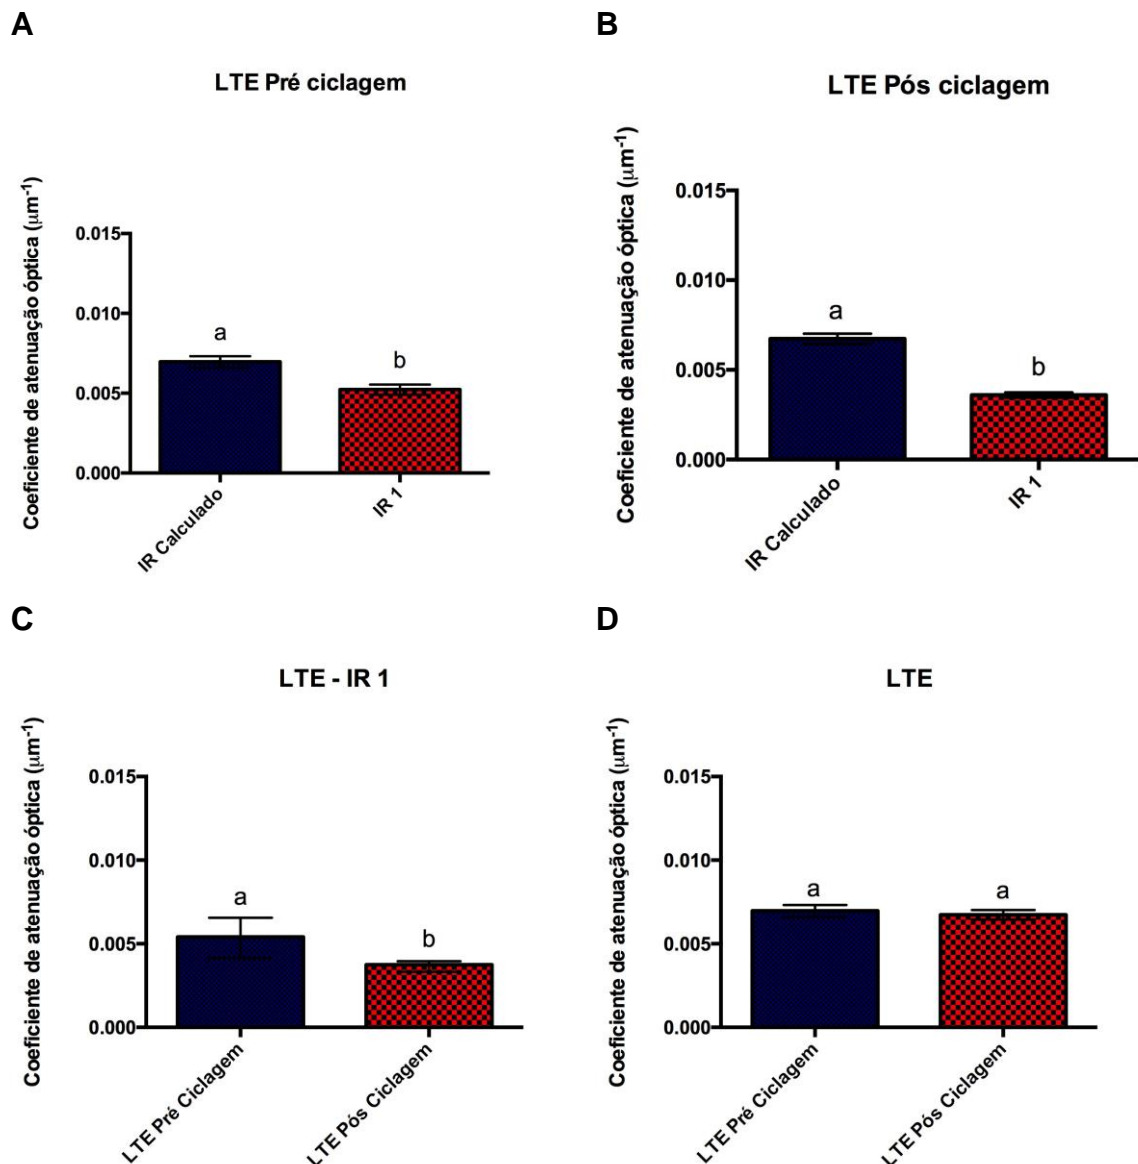 A
LTE Pré ciclagem
Coeficiente de atenuação óptica (μm-1)
0.015
0.010
0.005
0.000
a
b
IR Calculado
IR 1
B
LTE Pós ciclagem
Coeficiente de atenuação óptica (μm-1)
0.015
0.010
0.005
0.000
a
b
IR Calculado
IR 1
C
LTE - IR 1
Coeficiente de atenuação óptica (μm-1)
0.015
0.010
0.005
0.000
a
b
LTE Pré Ciclagem
LTE Pós Ciclagem
D
LTE
Coeficiente de atenuação óptica (μm-1)
0.015
0.010
0.005
0.000
a
a
LTE Pré Ciclagem
LTE Pós Ciclagem